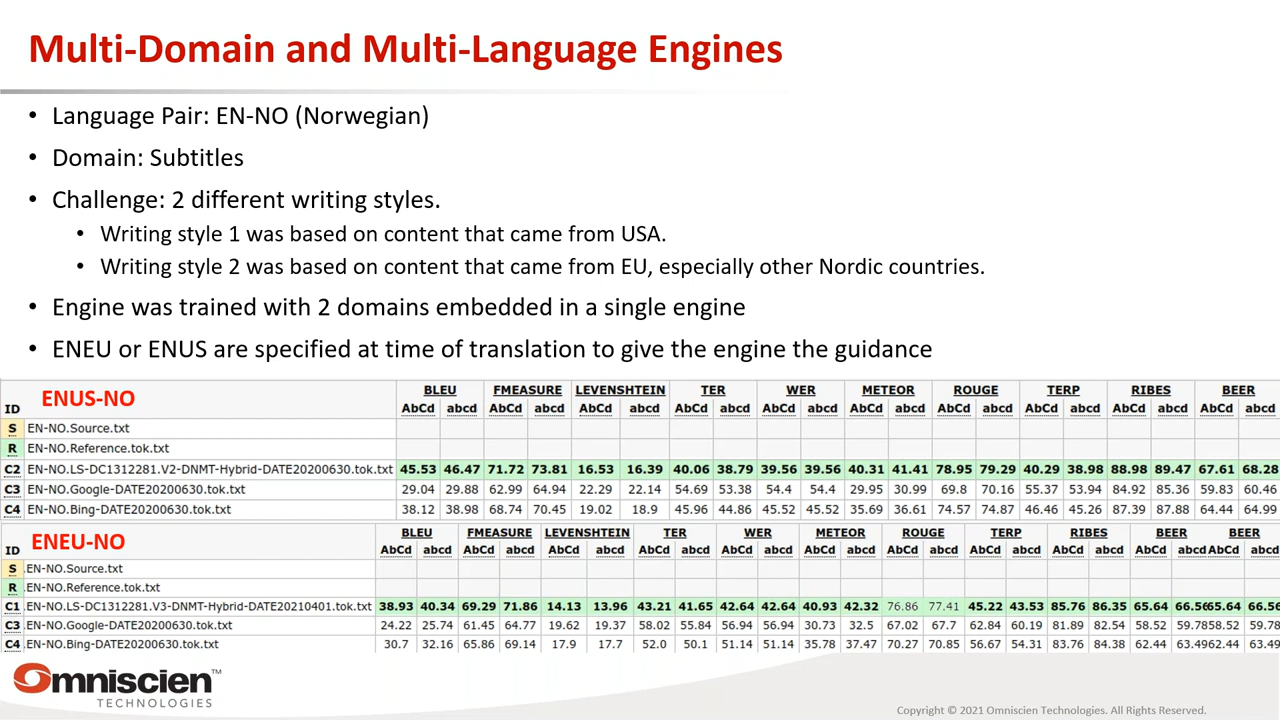 Multi-Domain and Multi-Language Engines
• Language Pair: EN-NO (Norwegian)
• Domain: Subtitles
• Challenge: 2 different writing styles.
• Writing style 1 was based on content that came from USA.
• Writing style 2 was based on content that came from EU, especially other Nordic countries.
• Engine was trained with 2 domains embedded in a single engine
• ENEU or ENUS are specified at time of translation to give the engine the guidance
ENUS-NO BLEU FMEASURE LEVENSHTEIN TER WER METEOR ROUGE TERP RIBES BEER
ID AbCd abcd AbCd abcd AbCd abcd AbCd abcd AbCd abcd AbCd abcd AbCd abcd AbCd abcd AbCd abcd AbCd abcd
S EN-NO.Source.txt
R EN-NO.Reference.tok.txt
C2 EN-NO.LS-DC1312281.V2-DNMT-Hybrid-DATE20200630.tok.txt 45.53 46.47 71.72 73.81 16.53 16.39 40.06 38.79 39.56 39.56 40.31 41.41 78.95 79.29 40.29 38.98 88.98 89.47 67.61 68.28
C3 EN-NO.Google-DATE20200630.tok.txt 29.04 29.88 62.99 64.94 22.29 22.14 54.69 53.38 54.4 54.4 29.95 30.99 69.8 70.16 55.37 53.94 84.92 85.36 59.83 60.46
C4 EN-NO.Bing-DATE20200630.tok.txt 38.12 38.98 68.74 70.45 19.02 18.9 45.96 44.86 45.52 45.52 35.69 36.61 74.57 74.87 46.46 45.26 87.39 87.88 64.44 64.99
ENEU-NO BLEU FMEASURE LEVENSHTEIN TER WER METEOR ROUGE TERP RIBES BEER BEER
ID AbCd abcd AbCd abcd AbCd abcd AbCd abcd AbCd abcd AbCd abcd AbCd abcd AbCd abcd AbCd abcd AbCd abcd AbCd abcd
S EN-NO.Source.txt
R EN-NO.Reference.tok.txt
C1 EN-NO.LS-DC1312281.V3-DNMT-Hybrid-DATE20210401.tok.txt 38.93 40.34 69.29 71.86 14.13 13.96 43.21 41.65 42.64 42.64 40.93 42.32 76.86 77.41 45.22 43.53 85.76 86.35 65.64 66.56 65.64 66.56
C3 EN-NO.Google-DATE20200630.tok.txt 24.22 25.74 61.45 64.77 19.62 19.37 58.02 55.84 56.94 56.94 30.73 32.5 67.02 67.7 62.84 60.19 81.89 82.54 58.52 59.78 58.52 59.78
C4 EN-NO.Bing-DATE20200630.tok.txt 30.7 32.16 65.86 69.14 17.9 17.7 52.0 50.1 51.14 51.14 35.78 37.47 70.27 70.85 56.67 54.31 83.76 84.38 62.44 63.49 62.44 63.49
Omniscien™
TECHNOLOGIES
Copyright © 2021 Omniscien Technologies. All Rights Reserved.